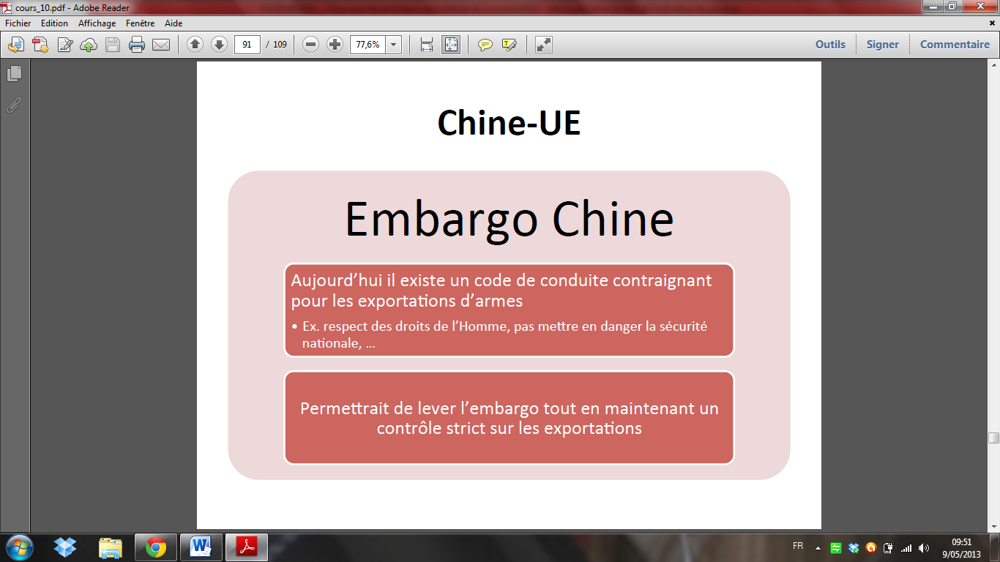 cours_10.pdf - Adobe Reader
Fichier Edition Affichage Fenêtre Aide
91 / 109 77,6% Outils Signer Commentaire
Chine-UE
Embargo Chine
Aujourd’hui il existe un code de conduite contraignant
pour les exportations d’armes
• Ex. respect des droits de l’Homme, pas mettre en danger la sécurité
nationale, …
Permettrait de lever l’embargo tout en maintenant un
contrôle strict sur les exportations
FR 09:51
9/05/2013